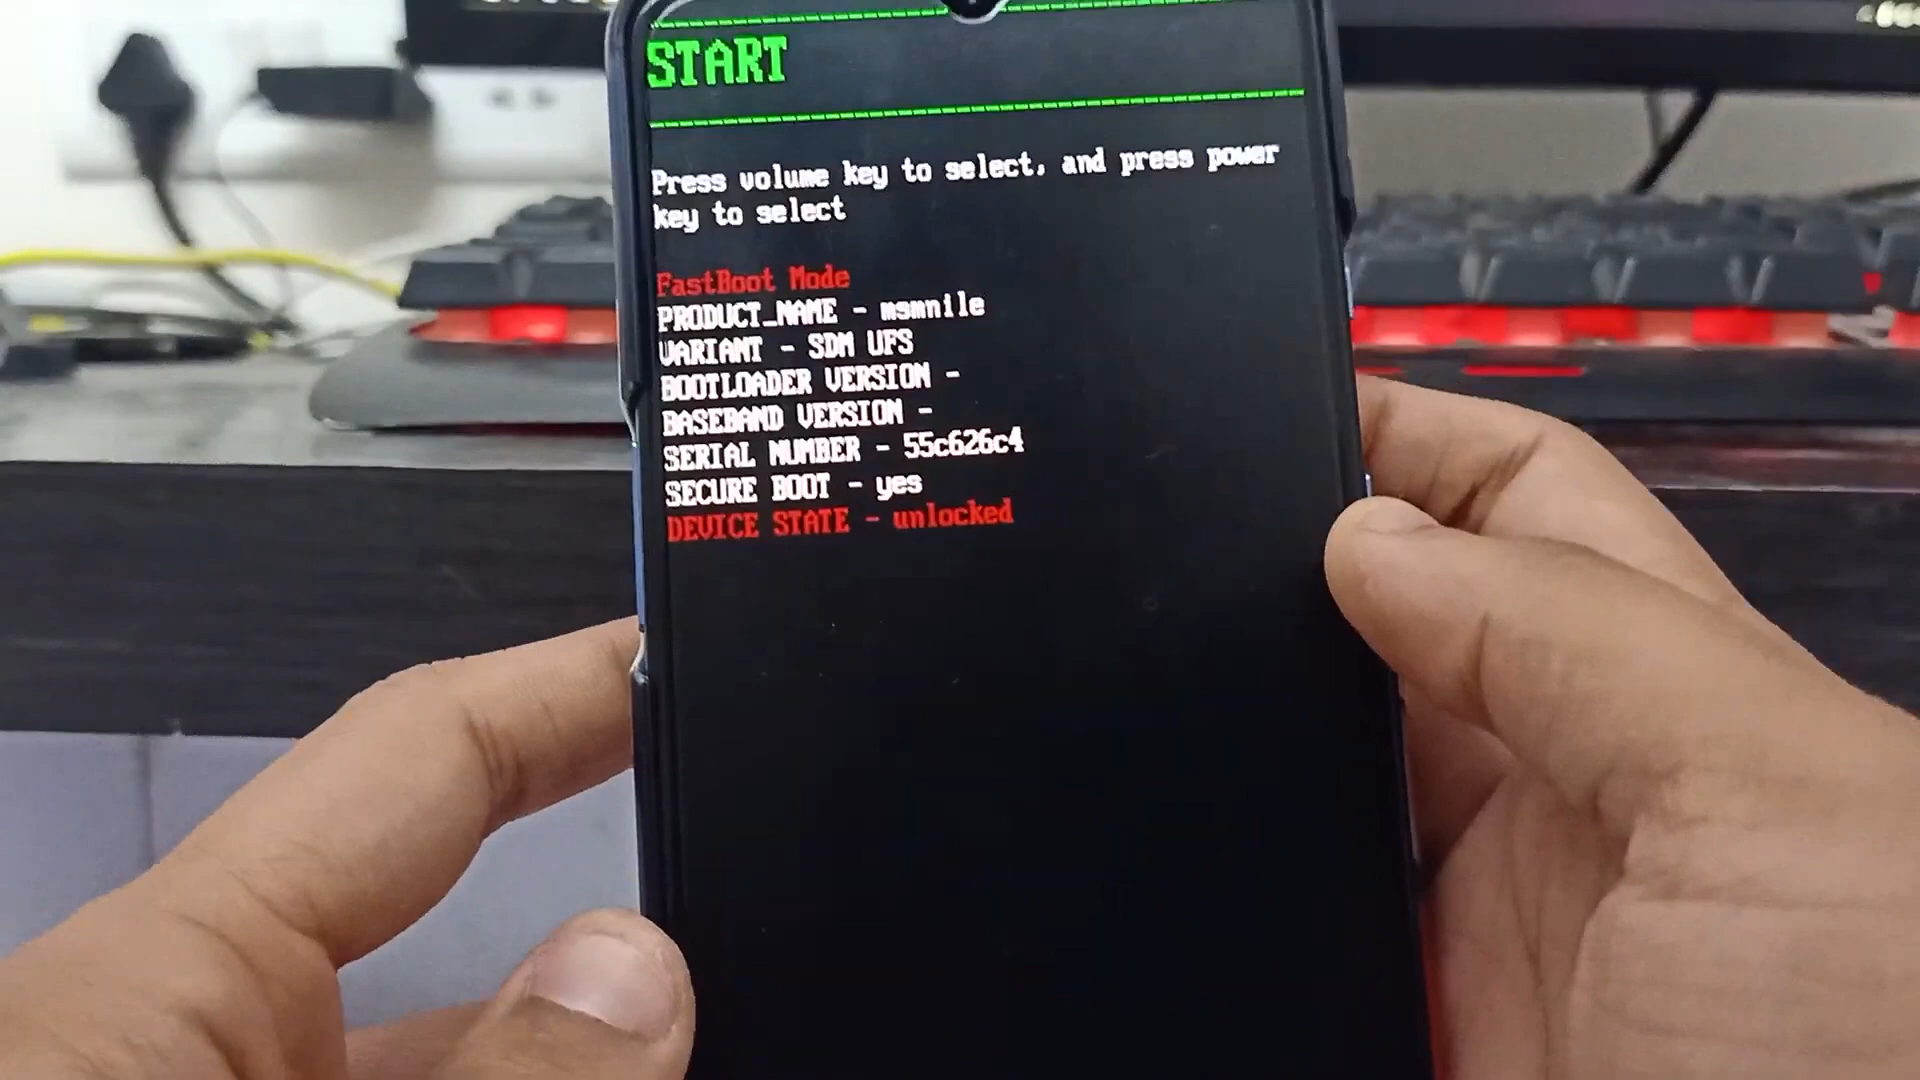 START
Press volume key to select, and press power
key to select
FastBoot Mode
PRODUCT_NAME - msmnile
VARIANT - SDM UFS
BOOTLOADER VERSION -
BASEBAND VERSION -
SERIAL NUMBER - 55c626c4
SECURE BOOT - yes
DEVICE STATE - unlocked